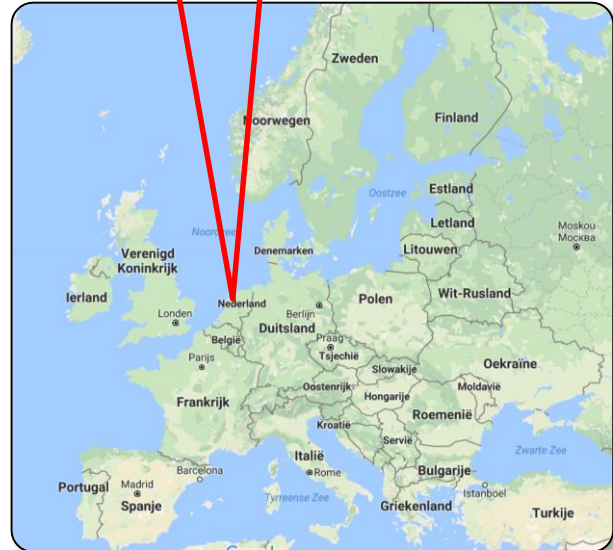 Zweden
Noorwegen
Finland
Oostzee
Estland
Letland
Moskou
Москва
Litouwen
Denemarken
Verenigd
Koninkrijk
Ierland
Wit-Rusland
Polen
Nederland
Londen
Berlijn
Duitsland
België
Praag
Tsjechië
Parijs
Oekraïne
Slowakije
Oostenrijk
Moldavië
Hongarije
Frankrijk
Roemenië
Kroatië
Servië
Italië
Zwarte Zee
Barcelona
Rome
Bulgarije
Portugal
Madrid
Spanje
Tyrreense Zee
Istanboel
Griekenland
Turkije